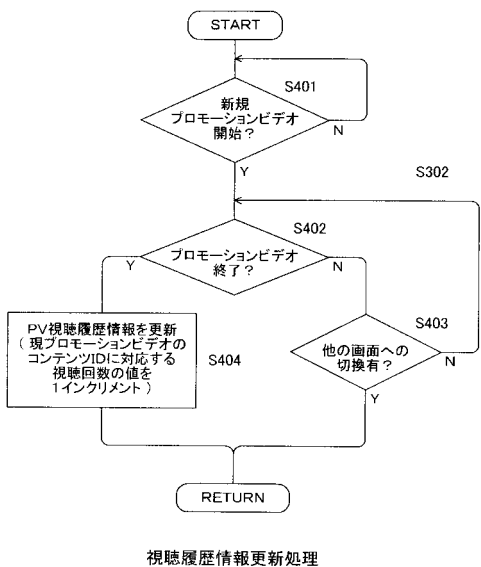 START
S401
新規
プロモーションビデオ
開始？
N
Y
S302
S402
プロモーションビデオ
終了？
Y
N
S403
PV視聴履歴情報を更新
（現プロモーションビデオの
コンテンツIDに対応する
視聴回数の値を
１インクリメント）
S404
他の画面への
切換有？
N
Y
RETURN
視聴履歴情報更新処理